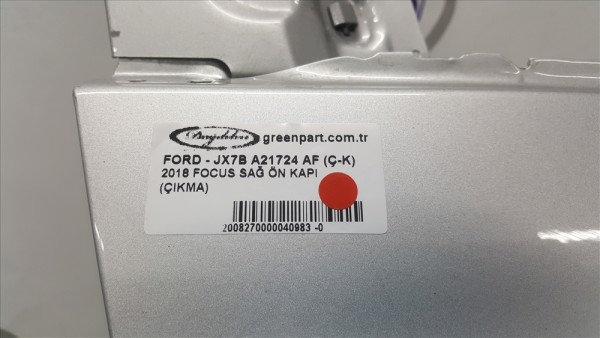 greenpart.com.tr
FORD - JX7B A21724 AF (Ç-K)
2018 FOCUS SAĞ ÖN KAPI
(ÇIKMA)
2008270000040983 -0